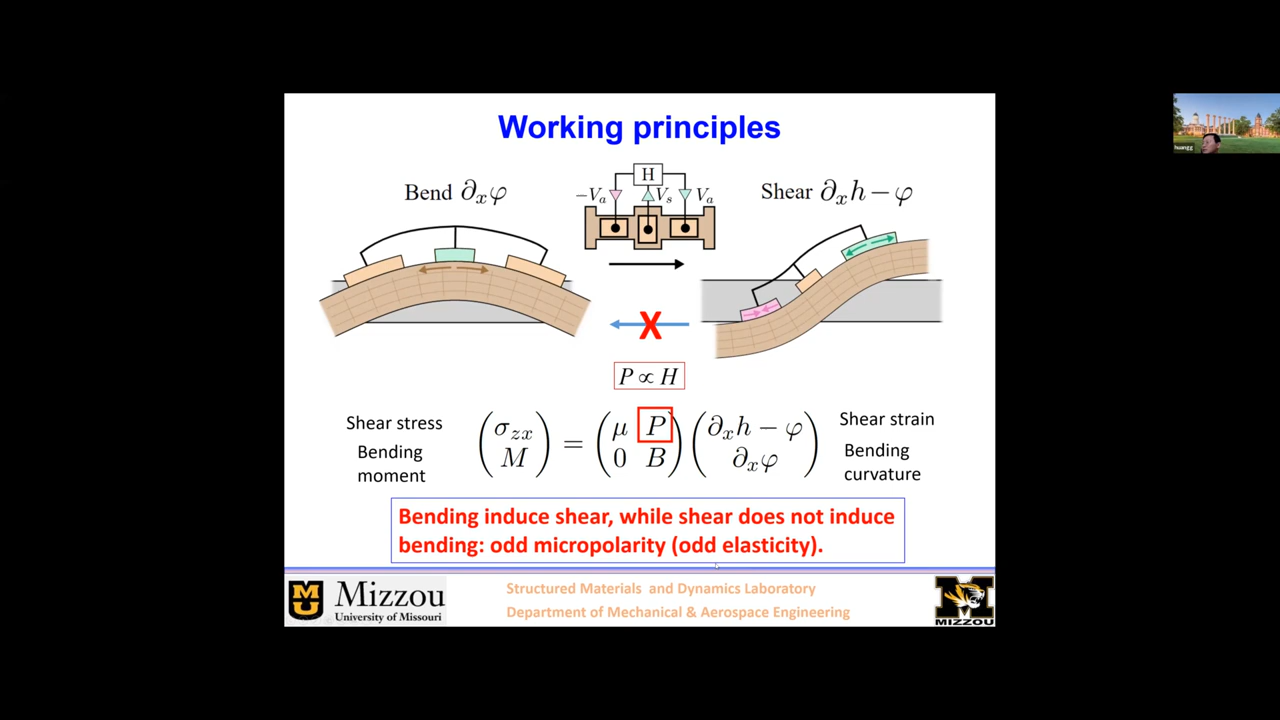 Working principles
Bend ∂ₓφ
H
−Vₐ
Vₛ
Vₐ
Shear ∂ₓh − φ
X
P ∝ H
Shear stress
Bending
moment
(σ_zx M) = (μ P 0 B) (∂ₓh − φ ∂ₓφ)
Shear strain
Bending
curvature
Bending induce shear, while shear does not induce
bending: odd micropolarity (odd elasticity).
Mizzou
University of Missouri
Structured Materials and Dynamics Laboratory
Department of Mechanical & Aerospace Engineering
MIZZOU
huangg